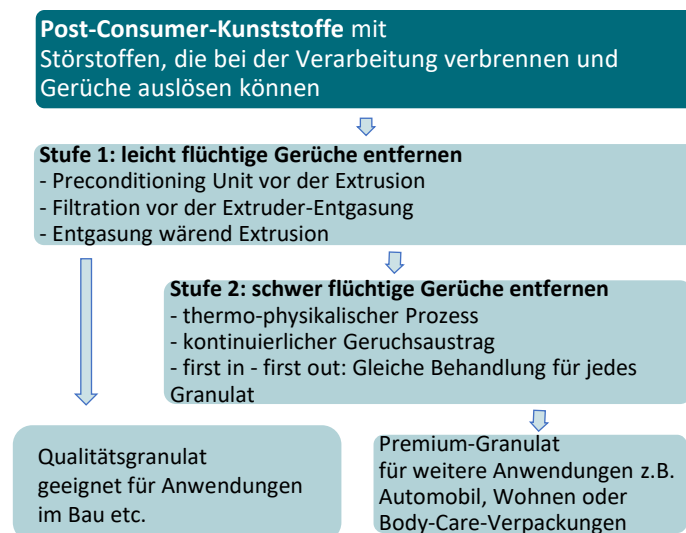 Post-Consumer-Kunststoffe mit
Störstoffen, die bei der Verarbeitung verbrennen und
Gerüche auslösen können
Stufe 1: leicht flüchtige Gerüche entfernen
- Preconditioning Unit vor der Extrusion
- Filtration vor der Extruder-Entgasung
- Entgasung wärend Extrusion
Stufe 2: schwer flüchtige Gerüche entfernen
- thermo-physikalischer Prozess
- kontinuierlicher Geruchsaustrag
- first in - first out: Gleiche Behandlung für jedes
Granulat
Qualitätsgranulat
geeignet für Anwendungen
im Bau etc.
Premium-Granulat
für weitere Anwendungen z.B.
Automobil, Wohnen oder
Body-Care-Verpackungen